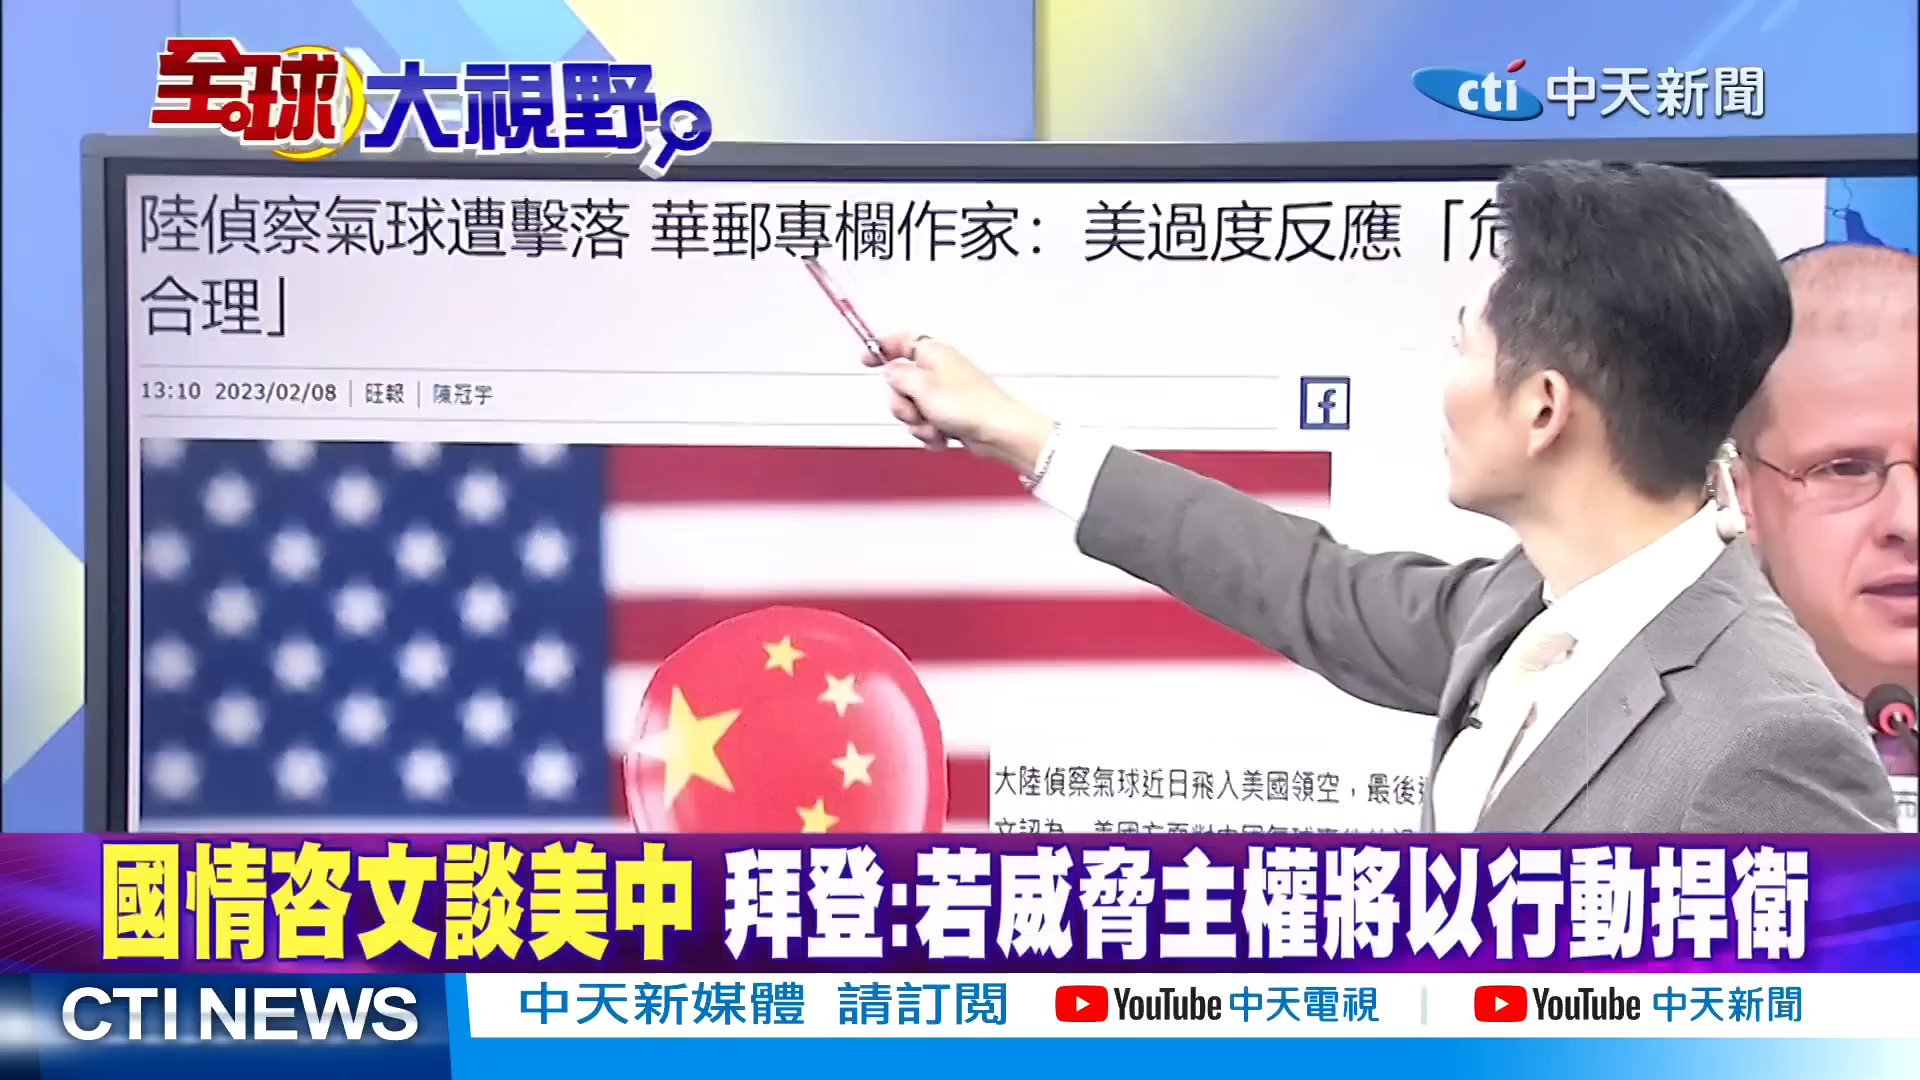 全球大視野
cti 中天新聞
陸偵察氣球遭擊落 華郵專欄作家：美過度反應「危
合理」
13:10 2023/02/08 | 旺報 | 陳冠宇
f
大陸偵察氣球近日飛入美國領空，最後
國情咨文談美中 拜登:若威脅主權將以行動捍衛
CTI NEWS
中天新媒體 請訂閱 YouTube 中天電視 | YouTube 中天新聞